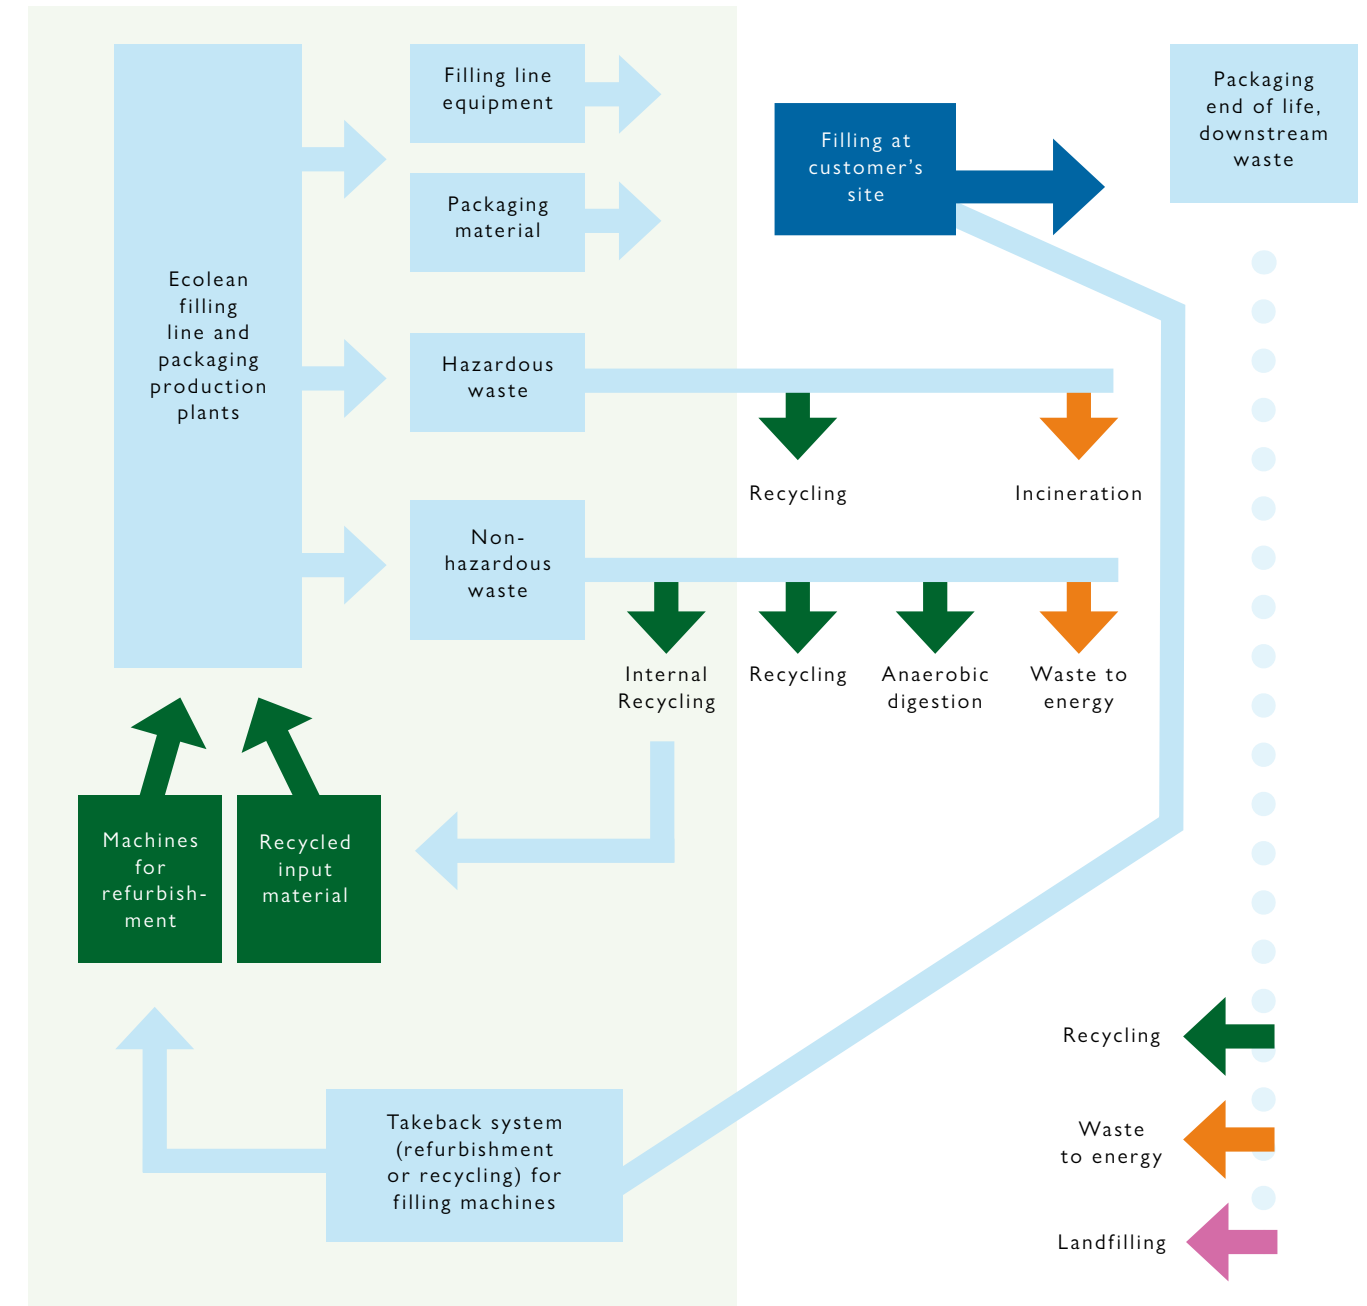 Filling line
equipment
Packaging
material
Ecolean
filling
line and
packaging
production
plants
Hazardous
waste
Non-
hazardous
waste
Filling at
customer's
site
Packaging
end of life,
downstream
waste
Recycling
Incineration
Internal
Recycling
Recycling
Anaerobic
digestion
Waste to
energy
Machines
for
refurbish-
ment
Recycled
input
material
Takeback system
(refurbishment
or recycling) for
filling machines
Recycling
Waste
to energy
Landfilling